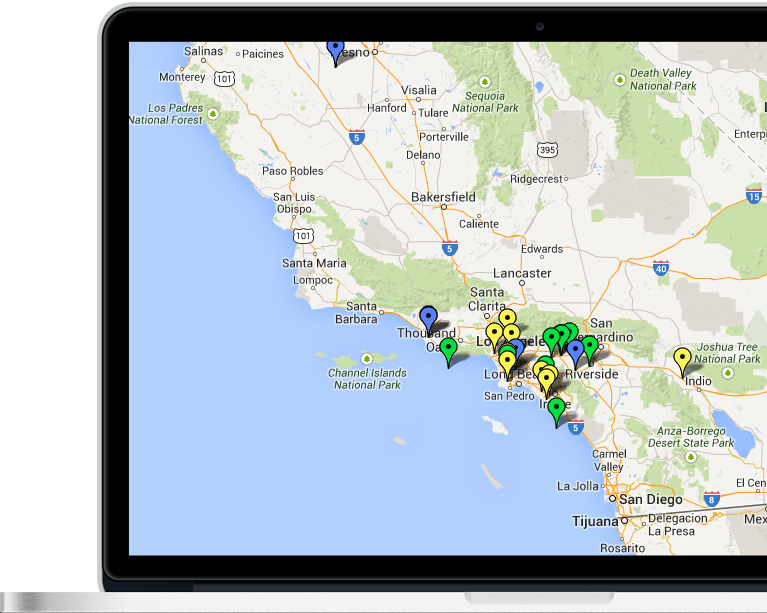 Salinas
Paicines
esno
Monterey
101
Los Padres
National Forest
Visalia
Hanford
Tulare
Sequoia
National Park
Death Valley
National Park
5
Porterville
Delano
395
Enterp
Paso Robles
Ridgecrest
San Luis
Obispo
Bakersfield
15
Caliente
101
5
Edwards
Santa Maria
Lompoc
Lancaster
40
Santa
Clarita
Santa
Barbara
Thousand
Oa
Los
geles
San
ernardino
Joshua Tree
National Park
Channel Islands
National Park
Long Be
Riverside
Indio
San Pedro
Ir
e
5
Anza-Borrego
Desert State Park
Carmel
Valley
La Jolla
El Cen
San Diego
8
Tijuana
Delegacion
La Presa
Mex
Rosarito